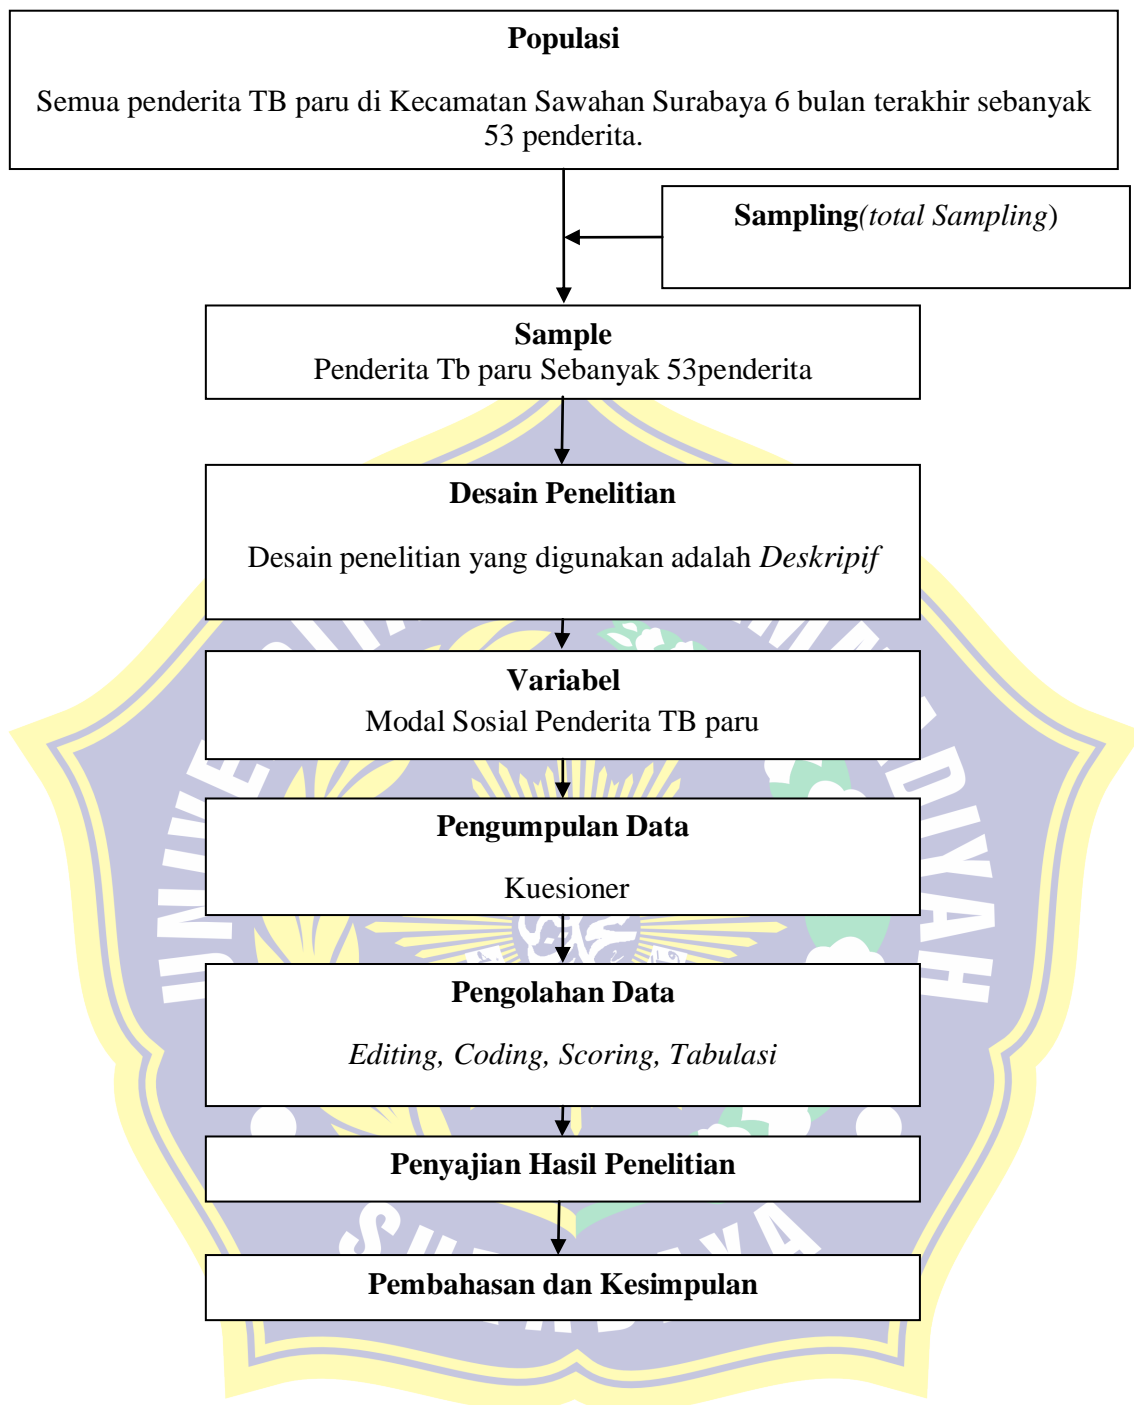 Populasi
Semua penderita TB paru di Kecamatan Sawahan Surabaya 6 bulan terakhir sebanyak
53 penderita.
Sampling(total Sampling)
Sample
Penderita Tb paru Sebanyak 53penderita
Desain Penelitian
Desain penelitian yang digunakan adalah Deskripif
Variabel
Modal Sosial Penderita TB paru
Pengumpulan Data
Kuesioner
Pengolahan Data
Editing, Coding, Scoring, Tabulasi
Penyajian Hasil Penelitian
Pembahasan dan Kesimpulan